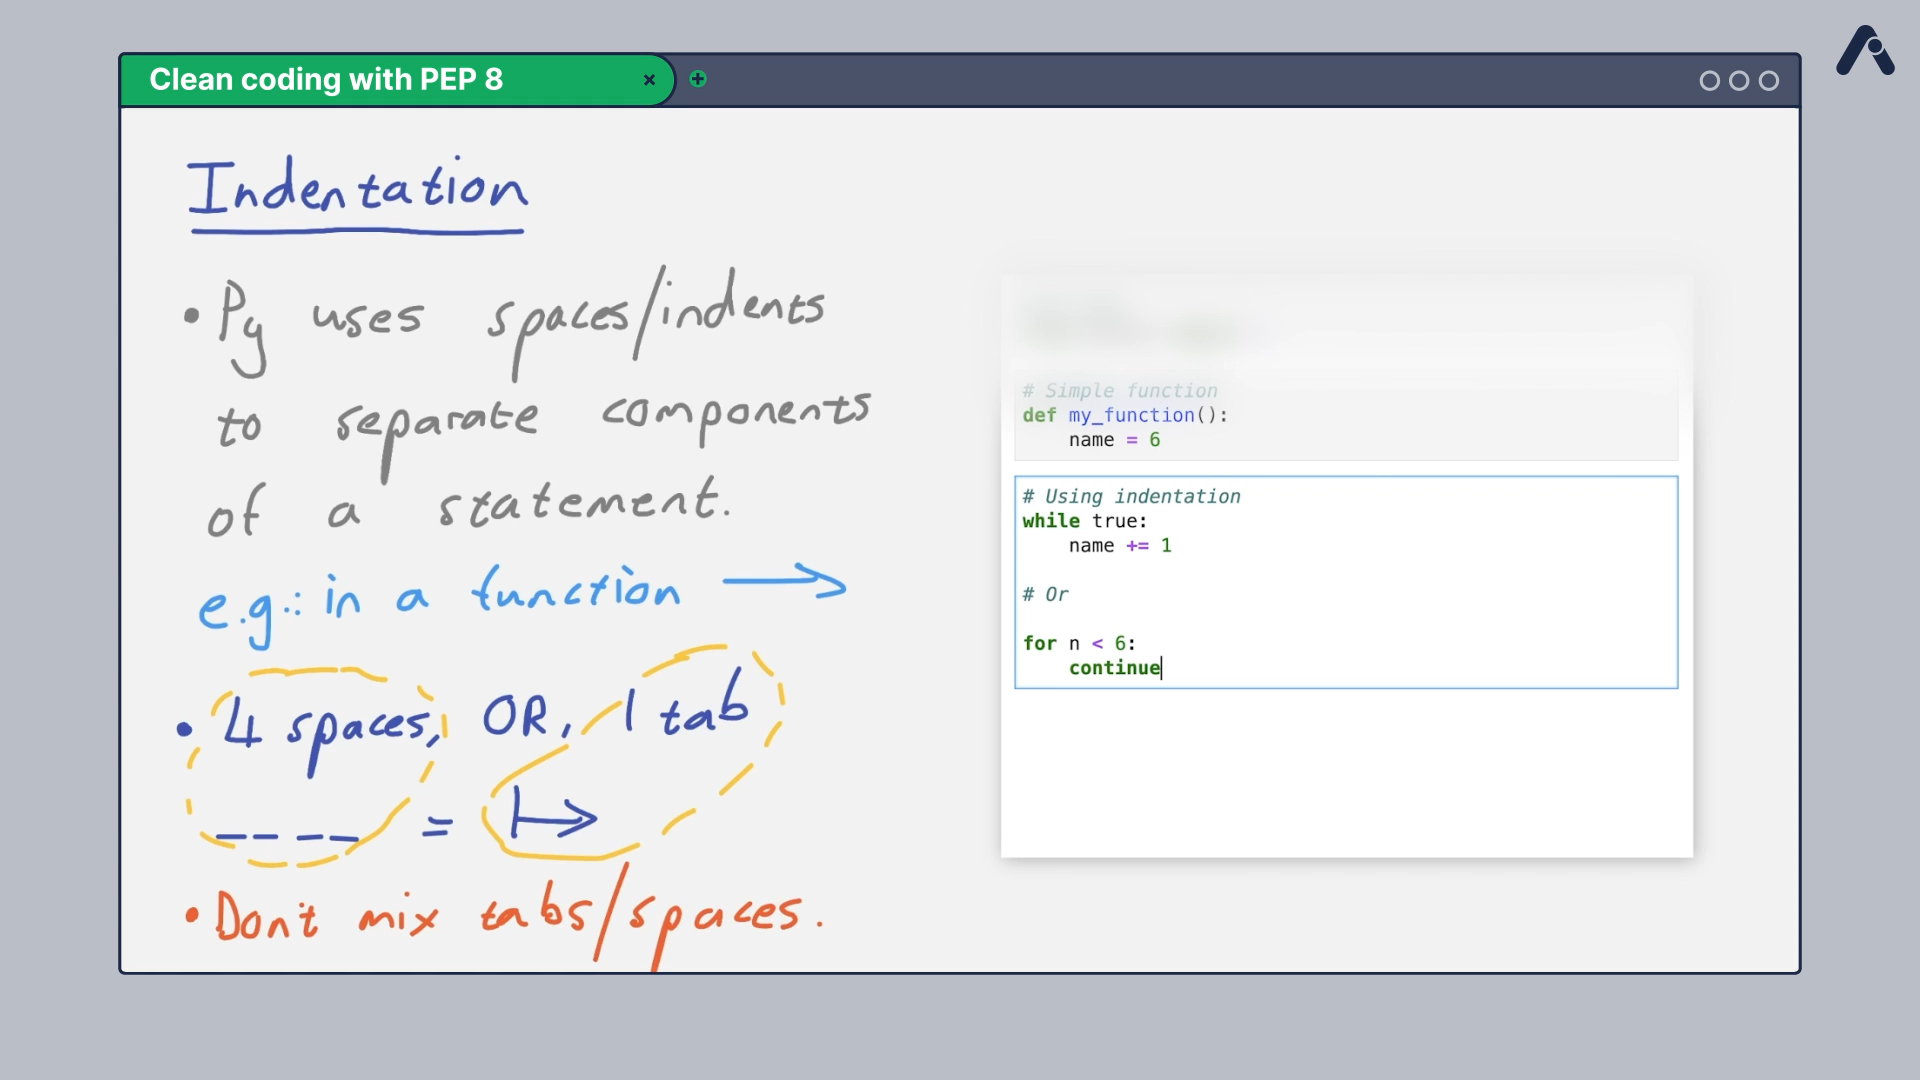 Clean coding with PEP 8
Indentation
• Py uses spaces/indents
to separate components
of a statement.
e.g.: in a function →
• 4 spaces, OR, 1 tab
_ _ _ _ = ↦
• Don't mix tabs/spaces.
# Simple function
def my_function():
    name = 6
# Using indentation
while true:
    name += 1
# Or
for n < 6:
    continue